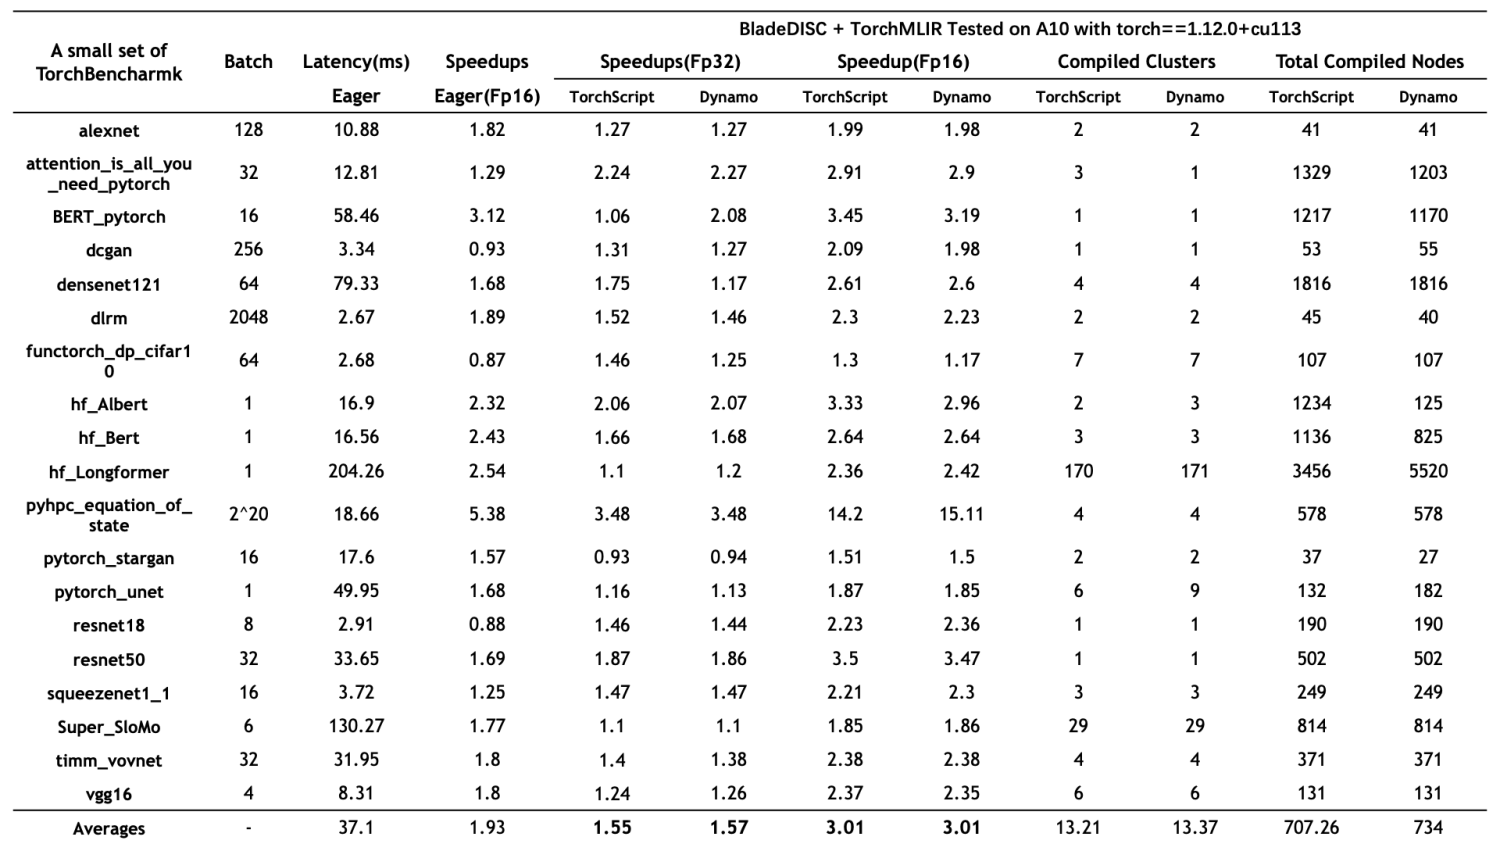 BladeDISC + TorchMLIR Tested on A10 with torch==1.12.0+cu113
A small set of TorchBencharmk Batch Latency(ms) Speedups Speedups(Fp32) Speedup(Fp16) Compiled Clusters Total Compiled Nodes
Eager Eager(Fp16) TorchScript Dynamo TorchScript Dynamo TorchScript Dynamo TorchScript Dynamo
alexnet 128 10.88 1.82 1.27 1.27 1.99 1.98 2 2 41 41
attention_is_all_you
_need_pytorch 32 12.81 1.29 2.24 2.27 2.91 2.9 3 1 1329 1203
BERT_pytorch 16 58.46 3.12 1.06 2.08 3.45 3.19 1 1 1217 1170
dcgan 256 3.34 0.93 1.31 1.27 2.09 1.98 1 1 53 55
densenet121 64 79.33 1.68 1.75 1.17 2.61 2.6 4 4 1816 1816
dlrm 2048 2.67 1.89 1.52 1.46 2.3 2.23 2 2 45 40
functorch_dp_cifar1
0 64 2.68 0.87 1.46 1.25 1.3 1.17 7 7 107 107
hf_Albert 1 16.9 2.32 2.06 2.07 3.33 2.96 2 3 1234 125
hf_Bert 1 16.56 2.43 1.66 1.68 2.64 2.64 3 3 1136 825
hf_Longformer 1 204.26 2.54 1.1 1.2 2.36 2.42 170 171 3456 5520
pyhpc_equation_of_
state 2^20 18.66 5.38 3.48 3.48 14.2 15.11 4 4 578 578
pytorch_stargan 16 17.6 1.57 0.93 0.94 1.51 1.5 2 2 37 27
pytorch_unet 1 49.95 1.68 1.16 1.13 1.87 1.85 6 9 132 182
resnet18 8 2.91 0.88 1.46 1.44 2.23 2.36 1 1 190 190
resnet50 32 33.65 1.69 1.87 1.86 3.5 3.47 1 1 502 502
squeezenet1_1 16 3.72 1.25 1.47 1.47 2.21 2.3 3 3 249 249
Super_SloMo 6 130.27 1.77 1.1 1.1 1.85 1.86 29 29 814 814
timm_vovnet 32 31.95 1.8 1.4 1.38 2.38 2.38 4 4 371 371
vgg16 4 8.31 1.8 1.24 1.26 2.37 2.35 6 6 131 131
Averages - 37.1 1.93 1.55 1.57 3.01 3.01 13.21 13.37 707.26 734